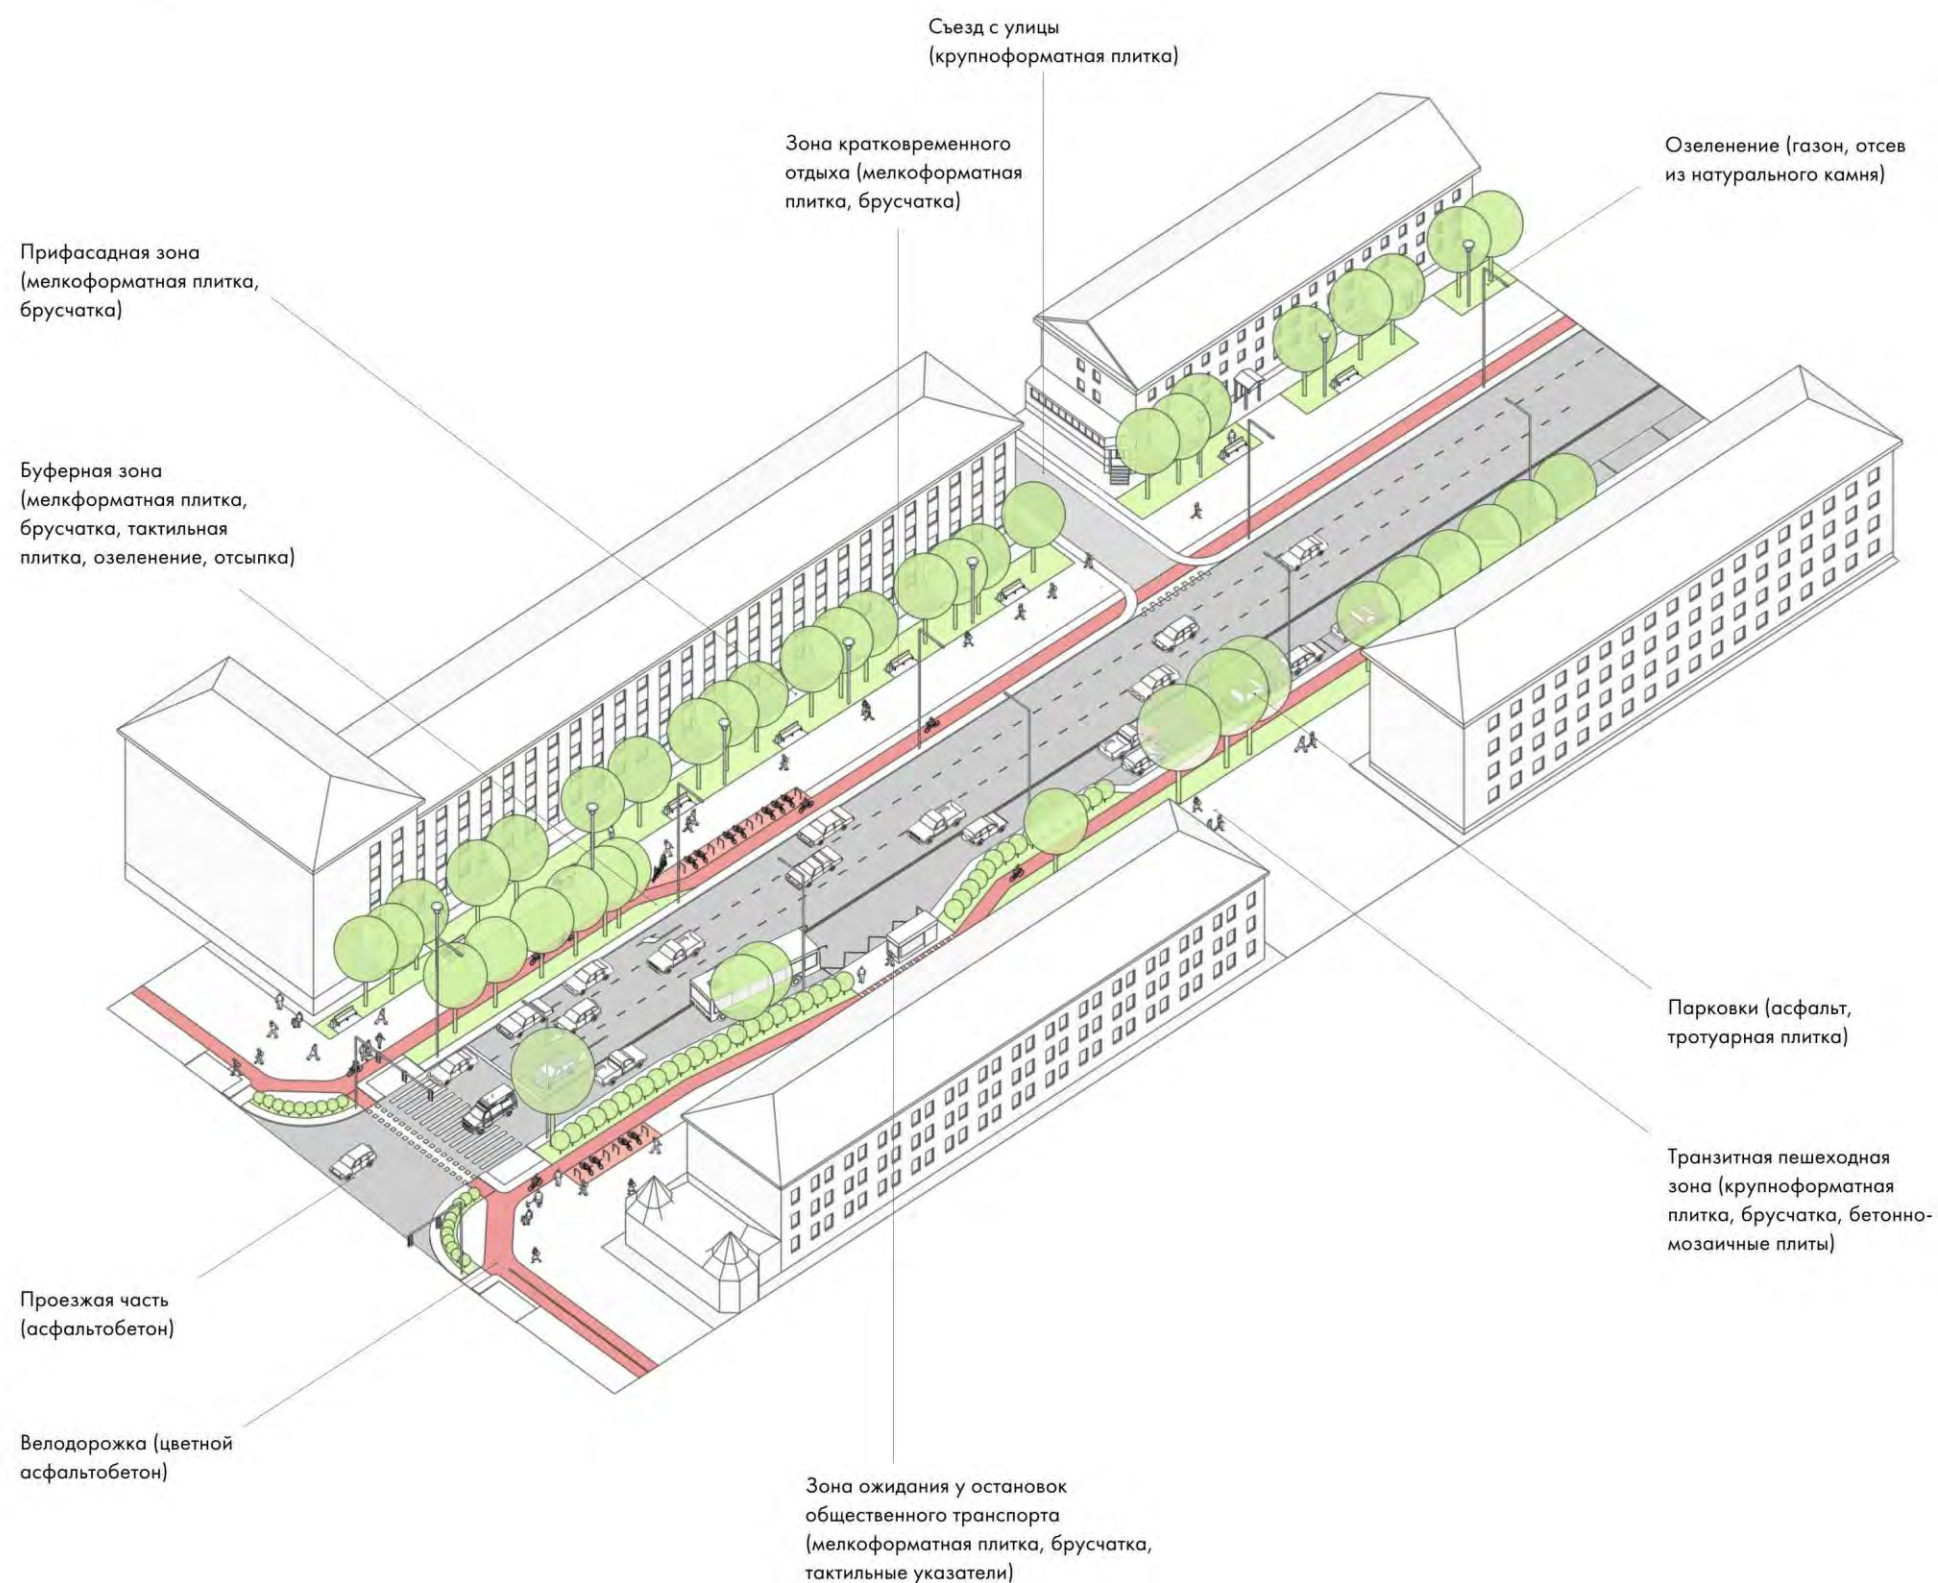 Съезд с улицы
(крупноформатная плитка)
Зона кратковременного
отдыха (мелкоформатная
плитка, брусчатка)
Озеленение (газон, отсев
из натурального камня)
Прифасадная зона
(мелкоформатная плитка,
брусчатка)
Буферная зона
(мелкформатная плитка,
брусчатка, тактильная
плитка, озеленение, отсыпка)
Парковки (асфальт,
тротуарная плитка)
Транзитная пешеходная
зона (крупноформатная
плитка, брусчатка, бетонно-
мозаичные плиты)
Проезжая часть
(асфальтобетон)
Велодорожка (цветной
асфальтобетон)
Зона ожидания у остановок
общественного транспорта
(мелкоформатная плитка, брусчатка,
тактильные указатели)